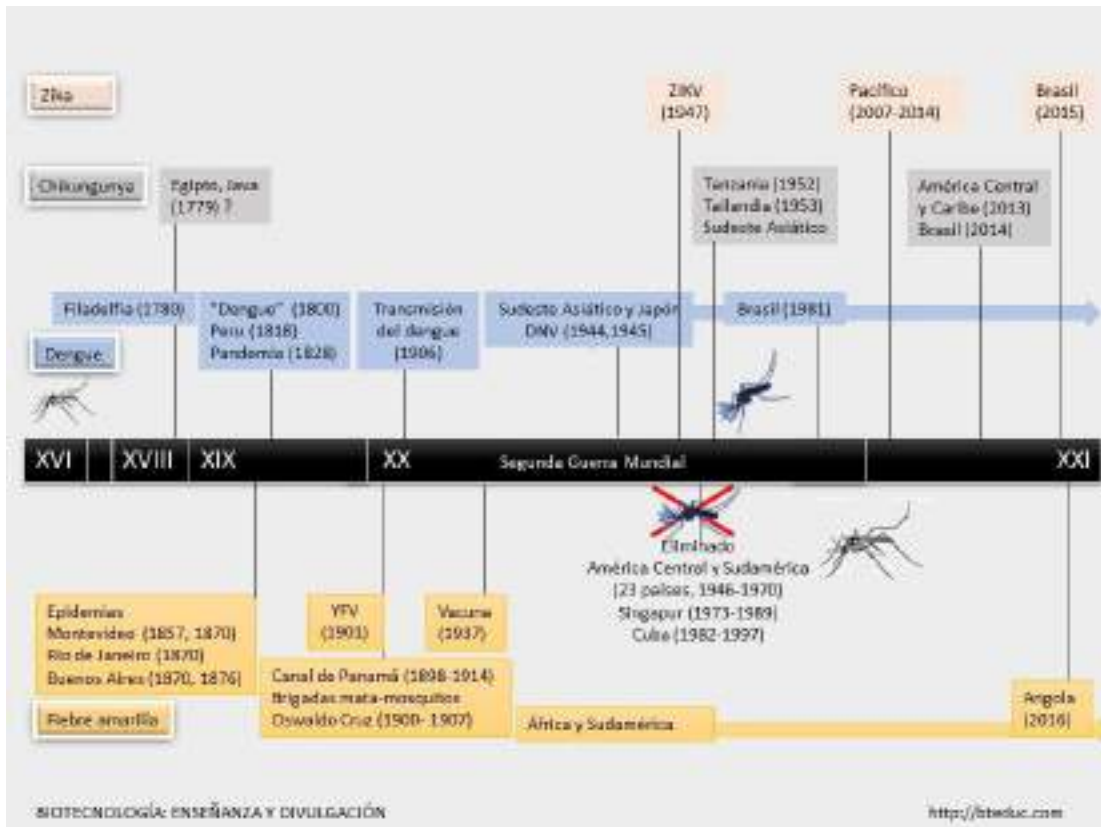 Zika
ZIKV
(1947)
Pacífico
(2007-2014)
Brasil
(2015)
Chikungunya
Egipto, Java
(1779) ?
Tanzania (1952)
Tailandia (1953)
Sudeste Asiático
América Central
y Caribe (2013)
Brasil (2014)
Filadelfia (1780)
"Dengue" (1800)
Peru (1818)
Pandemia (1828)
Transmisión
del dengue
(1906)
Sudeste Asiático y Japón
DNV (1944,1945)
Brasil (1981)
Dengue
XVI
XVIII
XIX
XX
Segunda Guerra Mundial
XXI
Eliminado
América Central y Sudamérica
(23 países, 1946-1970)
Singapur (1973-1989)
Cuba (1982-1997)
Epidemias
Montevideo (1857, 1870)
Rio de Janeiro (1870)
Buenos Aires (1870, 1876)
YFV
(1901)
Vacuna
(1937)
Canal de Panamá (1898-1914)
Brigadas mata-mosquitos
Oswaldo Cruz (1900- 1907)
Fiebre amarilla
África y Sudamérica
Angola
(2016)
BIOTECNOLOGÍA: ENSEÑANZA Y DIVULGACIÓN
http://bteduc.com